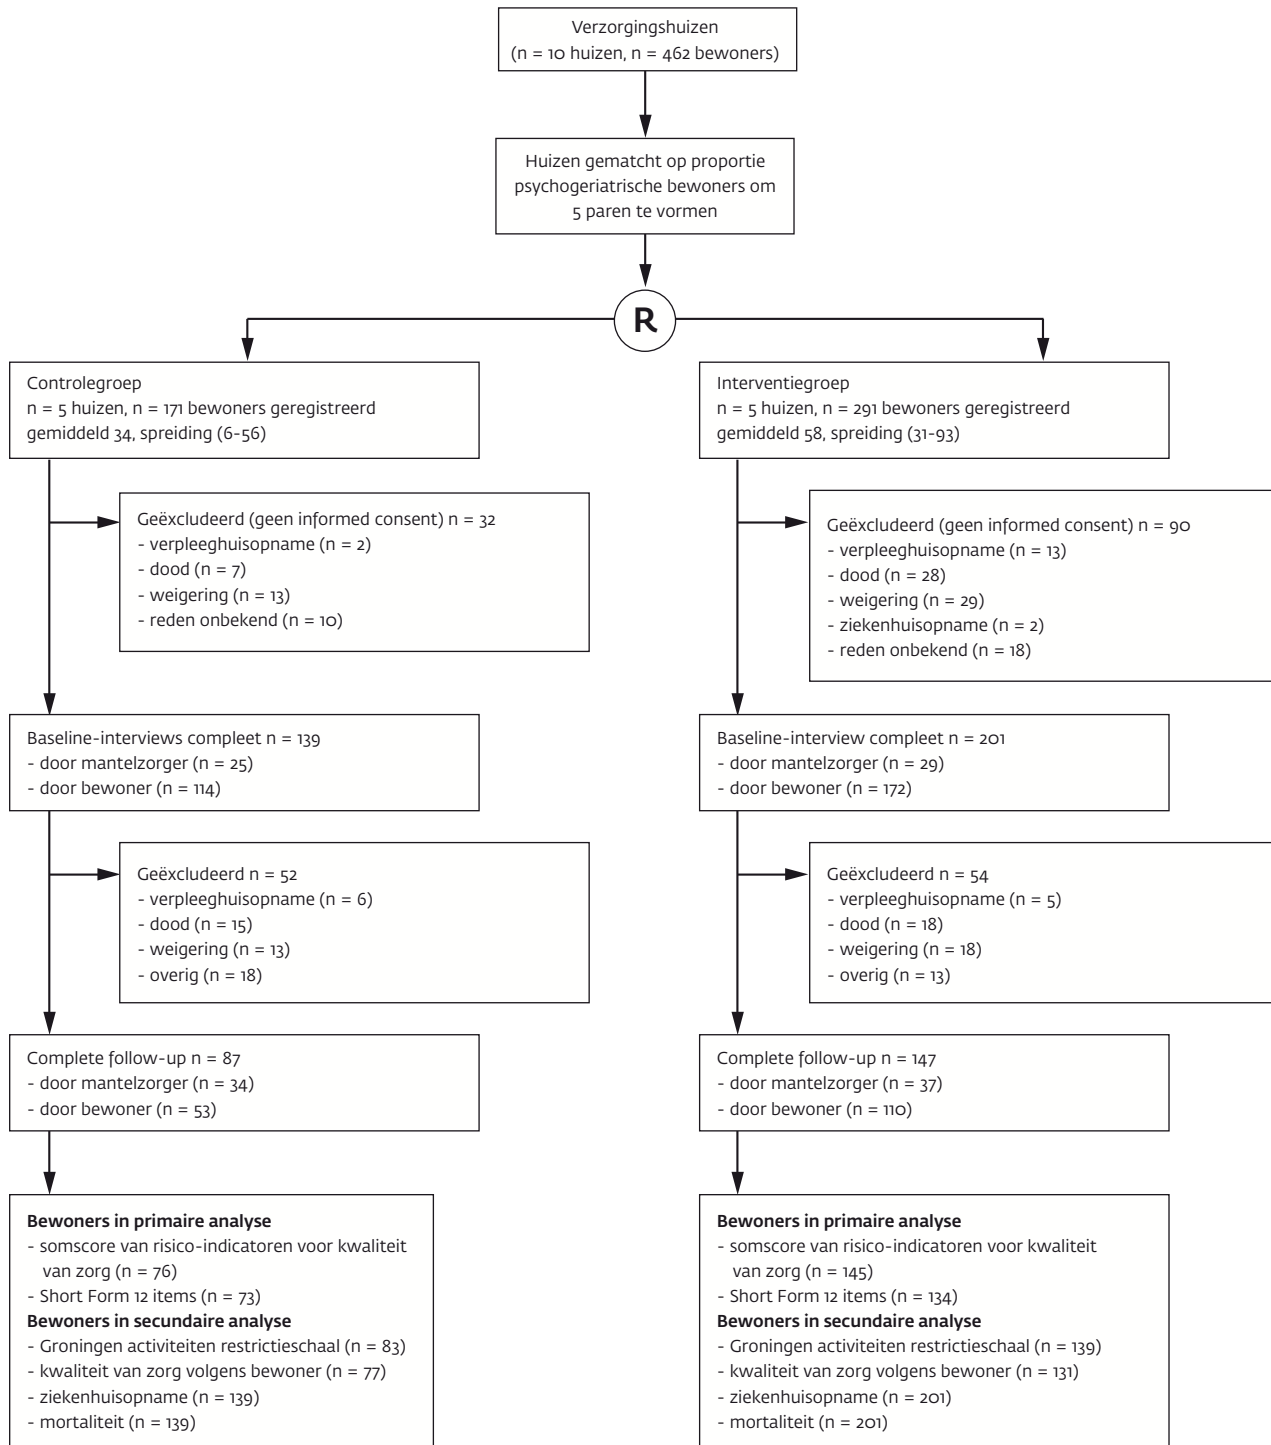 Verzorgingshuizen
(n = 10 huizen, n = 462 bewoners)
Huizen gematcht op proportie
psychogeriatrische bewoners om
5 paren te vormen
R
Controlegroep
n = 5 huizen, n = 171 bewoners geregistreerd
gemiddeld 34, spreiding (6-56)
Geëxcludeerd (geen informed consent) n = 32
- verpleeghuisopname (n = 2)
- dood (n = 7)
- weigering (n = 13)
- reden onbekend (n = 10)
Baseline-interviews compleet n = 139
- door mantelzorger (n = 25)
- door bewoner (n = 114)
Geëxcludeerd n = 52
- verpleeghuisopname (n = 6)
- dood (n = 15)
- weigering (n = 13)
- overig (n = 18)
Complete follow-up n = 87
- door mantelzorger (n = 34)
- door bewoner (n = 53)
Bewoners in primaire analyse
- somscore van risico-indicatoren voor kwaliteit
van zorg (n = 76)
- Short Form 12 items (n = 73)
Bewoners in secundaire analyse
- Groningen activiteiten restrictieschaal (n = 83)
- kwaliteit van zorg volgens bewoner (n = 77)
- ziekenhuisopname (n = 139)
- mortaliteit (n = 139)
Interventiegroep
n = 5 huizen, n = 291 bewoners geregistreerd
gemiddeld 58, spreiding (31-93)
Geëxcludeerd (geen informed consent) n = 90
- verpleeghuisopname (n = 13)
- dood (n = 28)
- weigering (n = 29)
- ziekenhuisopname (n = 2)
- reden onbekend (n = 18)
Baseline-interview compleet n = 201
- door mantelzorger (n = 29)
- door bewoner (n = 172)
Geëxcludeerd n = 54
- verpleeghuisopname (n = 5)
- dood (n = 18)
- weigering (n = 18)
- overig (n = 13)
Complete follow-up n = 147
- door mantelzorger (n = 37)
- door bewoner (n = 110)
Bewoners in primaire analyse
- somscore van risico-indicatoren voor kwaliteit
van zorg (n = 145)
- Short Form 12 items (n = 134)
Bewoners in secundaire analyse
- Groningen activiteiten restrictieschaal (n = 139)
- kwaliteit van zorg volgens bewoner (n = 131)
- ziekenhuisopname (n = 201)
- mortaliteit (n = 201)